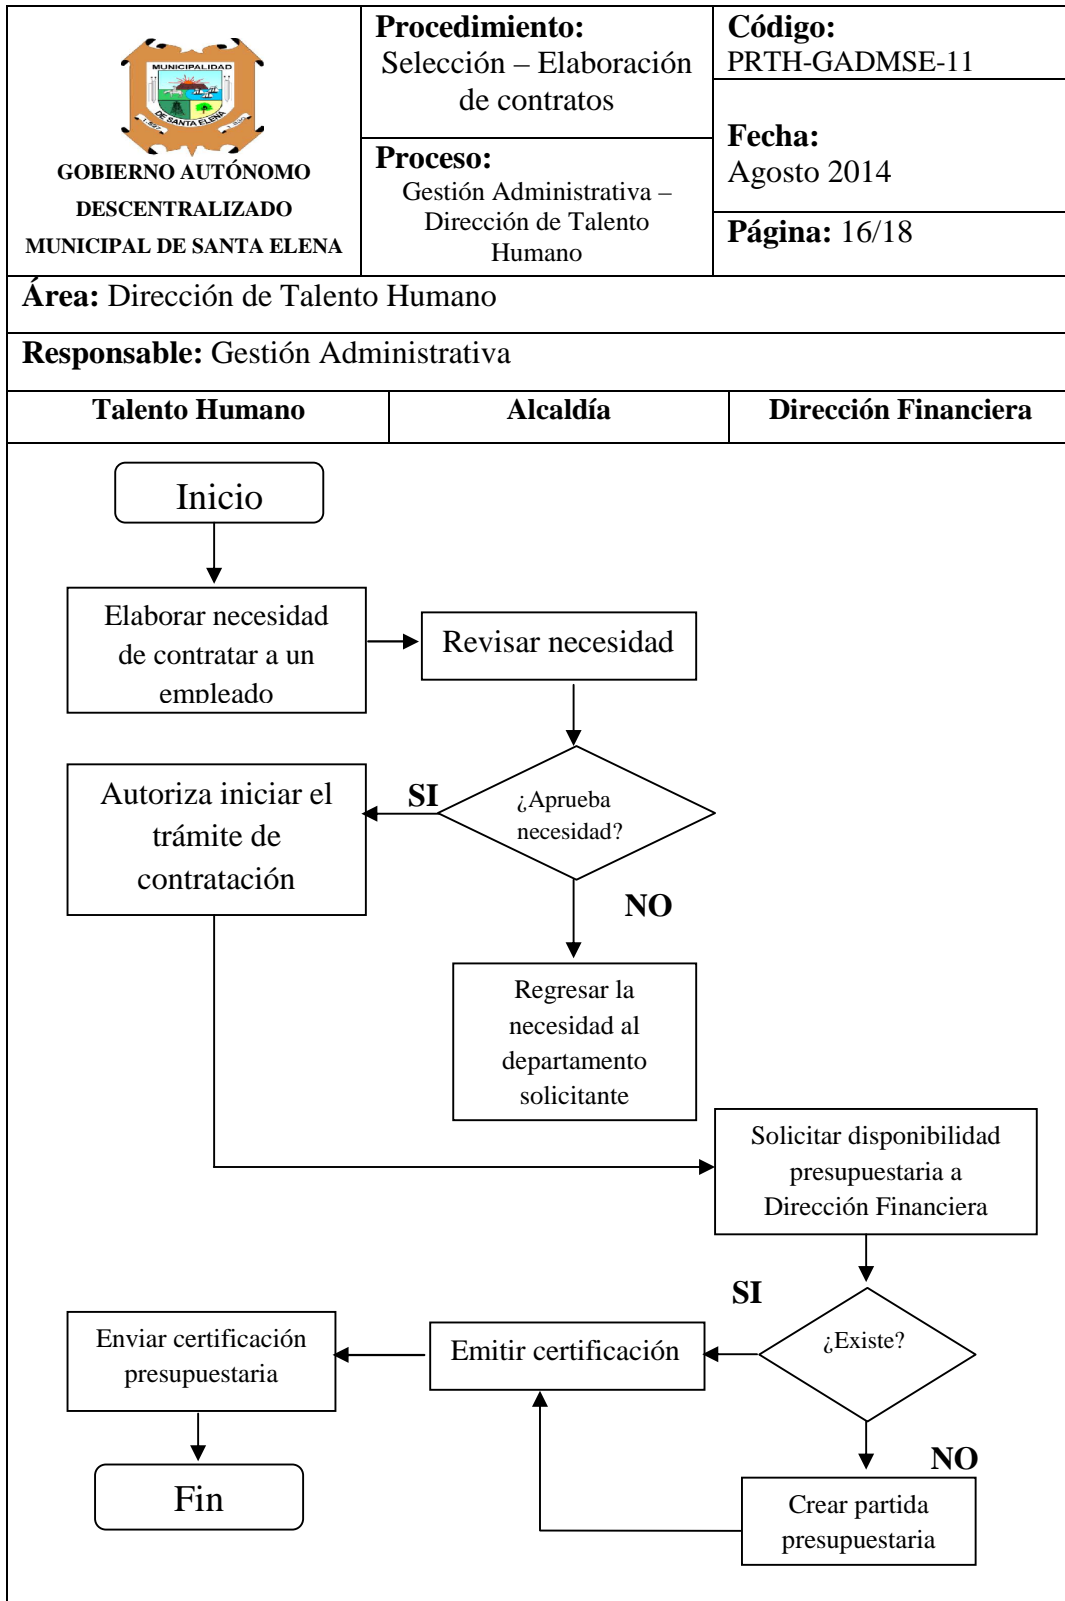 MUNICIPALIDAD
DE SANTA ELENA
GOBIERNO AUTÓNOMO
DESCENTRALIZADO
MUNICIPAL DE SANTA ELENA
Procedimiento:
Selección – Elaboración
de contratos
Proceso:
Gestión Administrativa –
Dirección de Talento
Humano
Código:
PRTH-GADMSE-11
Fecha:
Agosto 2014
Página: 16/18
Área: Dirección de Talento Humano
Responsable: Gestión Administrativa
Talento Humano
Alcaldía
Dirección Financiera
Inicio
Elaborar necesidad
de contratar a un
empleado
Revisar necesidad
Autoriza iniciar el
trámite de
contratación
SI
¿Aprueba
necesidad?
NO
Regresar la
necesidad al
departamento
solicitante
Solicitar disponibilidad
presupuestaria a
Dirección Financiera
SI
¿Existe?
Emitir certificación
Enviar certificación
presupuestaria
NO
Fin
Crear partida
presupuestaria